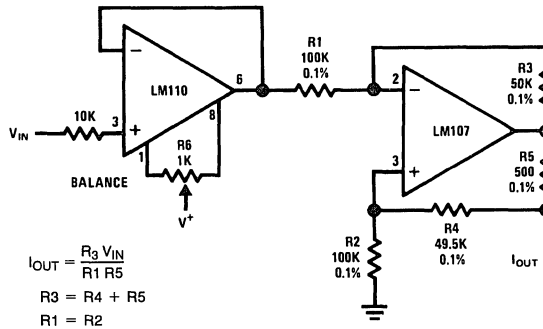 R1
100K
0.1%
R3
50K
0.1%
−
6
2
−
LM110
8
LM107
10K
VIN
3
+
R6
1K
1
R5
500
0.1%
3
+
BALANCE
V+
R4
49.5K
0.1%
IOUT
R2
100K
0.1%
IOUT = R3 VIN / R1 R5
R3 = R4 + R5
R1 = R2